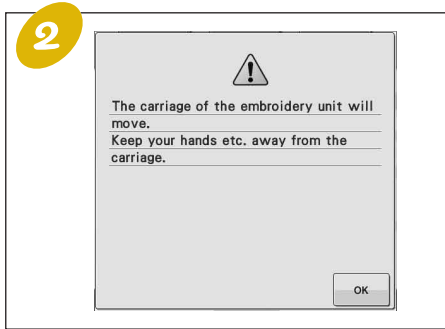 2
The carriage of the embroidery unit will
move.
Keep your hands etc. away from the
carriage.
OK